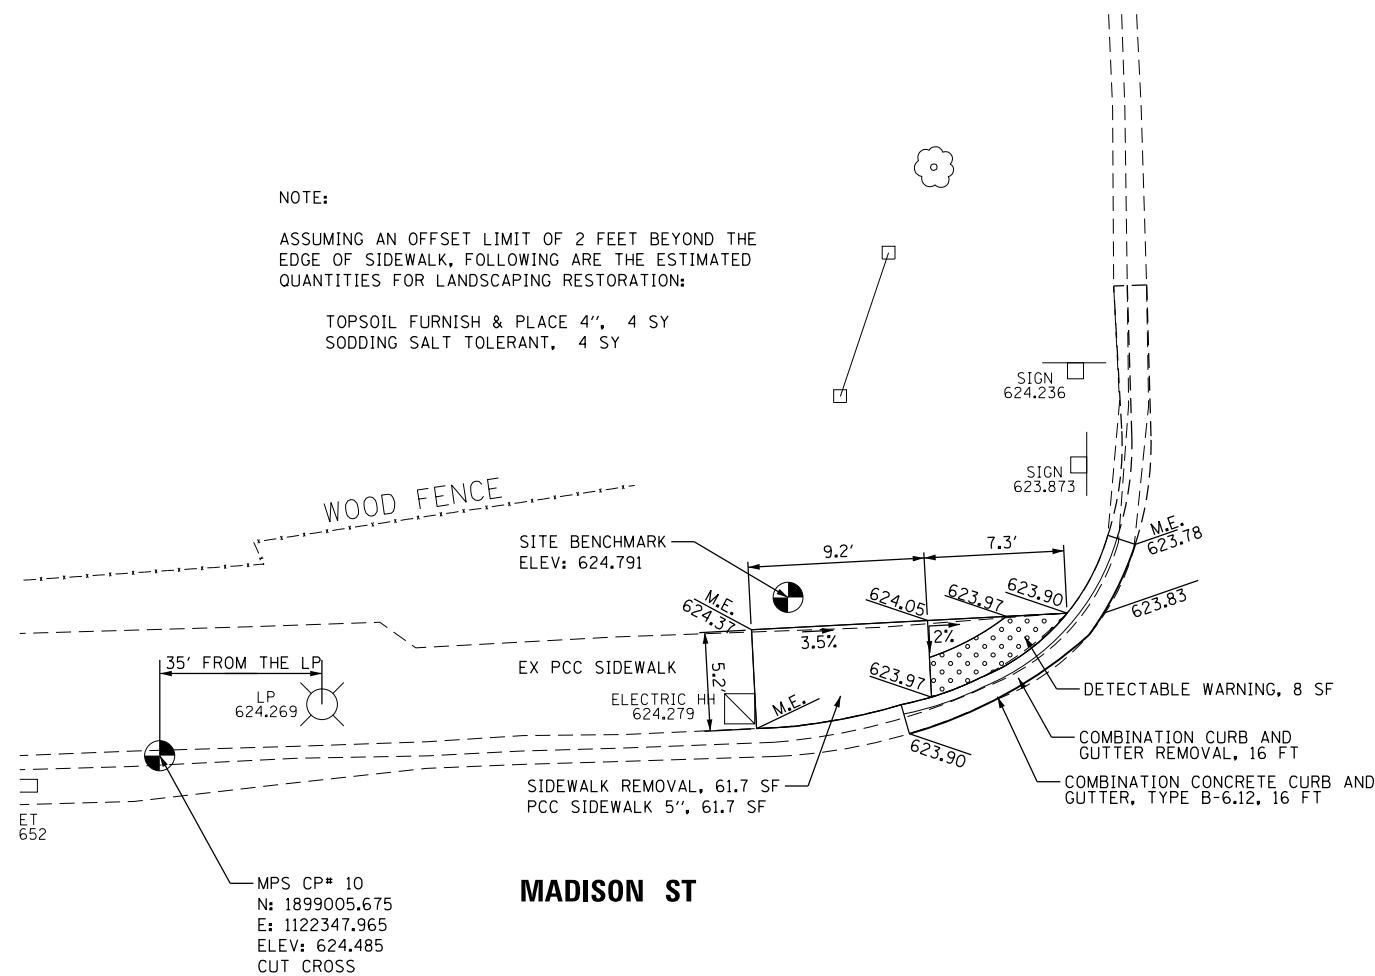 NOTE:
ASSUMING AN OFFSET LIMIT OF 2 FEET BEYOND THE
EDGE OF SIDEWALK, FOLLOWING ARE THE ESTIMATED
QUANTITIES FOR LANDSCAPING RESTORATION:
TOPSOIL FURNISH & PLACE 4'', 4 SY
SODDING SALT TOLERANT, 4 SY
SIGN
624.236
SIGN
623.873
WOOD FENCE
SITE BENCHMARK
ELEV: 624.791
9.2'
7.3'
M.E.
623.78
M.E.
624.37
624.05
623.97
623.90
623.83
3.5%
2%
35' FROM THE LP
LP
624.269
EX PCC SIDEWALK
5.2'
ELECTRIC HH
624.279
M.E.
623.97
623.90
DETECTABLE WARNING, 8 SF
COMBINATION CURB AND
GUTTER REMOVAL, 16 FT
COMBINATION CONCRETE CURB AND
GUTTER, TYPE B-6.12, 16 FT
SIDEWALK REMOVAL, 61.7 SF
PCC SIDEWALK 5'', 61.7 SF
ET
652
MPS CP# 10
N: 1899005.675
E: 1122347.965
ELEV: 624.485
CUT CROSS
MADISON ST